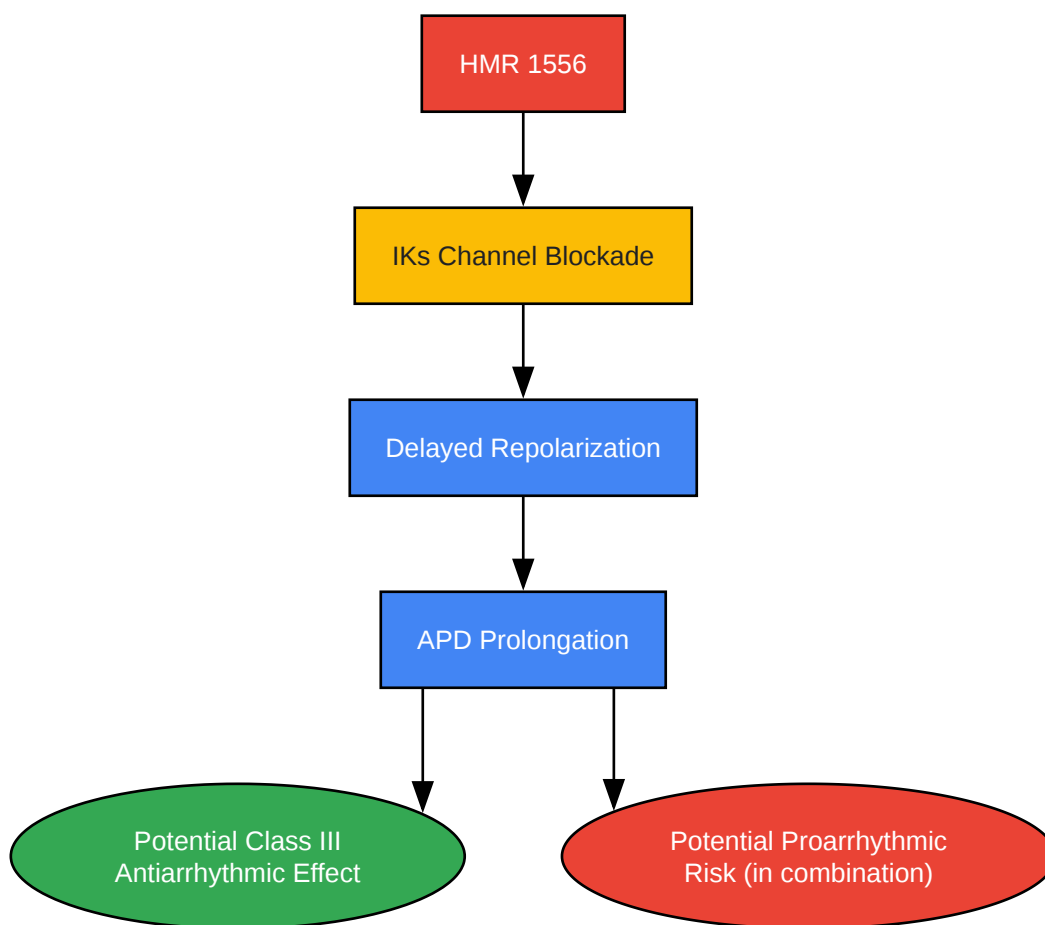 HMR 1556
IKs Channel Blockade
Delayed Repolarization
APD Prolongation
Potential Class III
Antiarrhythmic Effect
Potential Proarrhythmic
Risk (in combination)